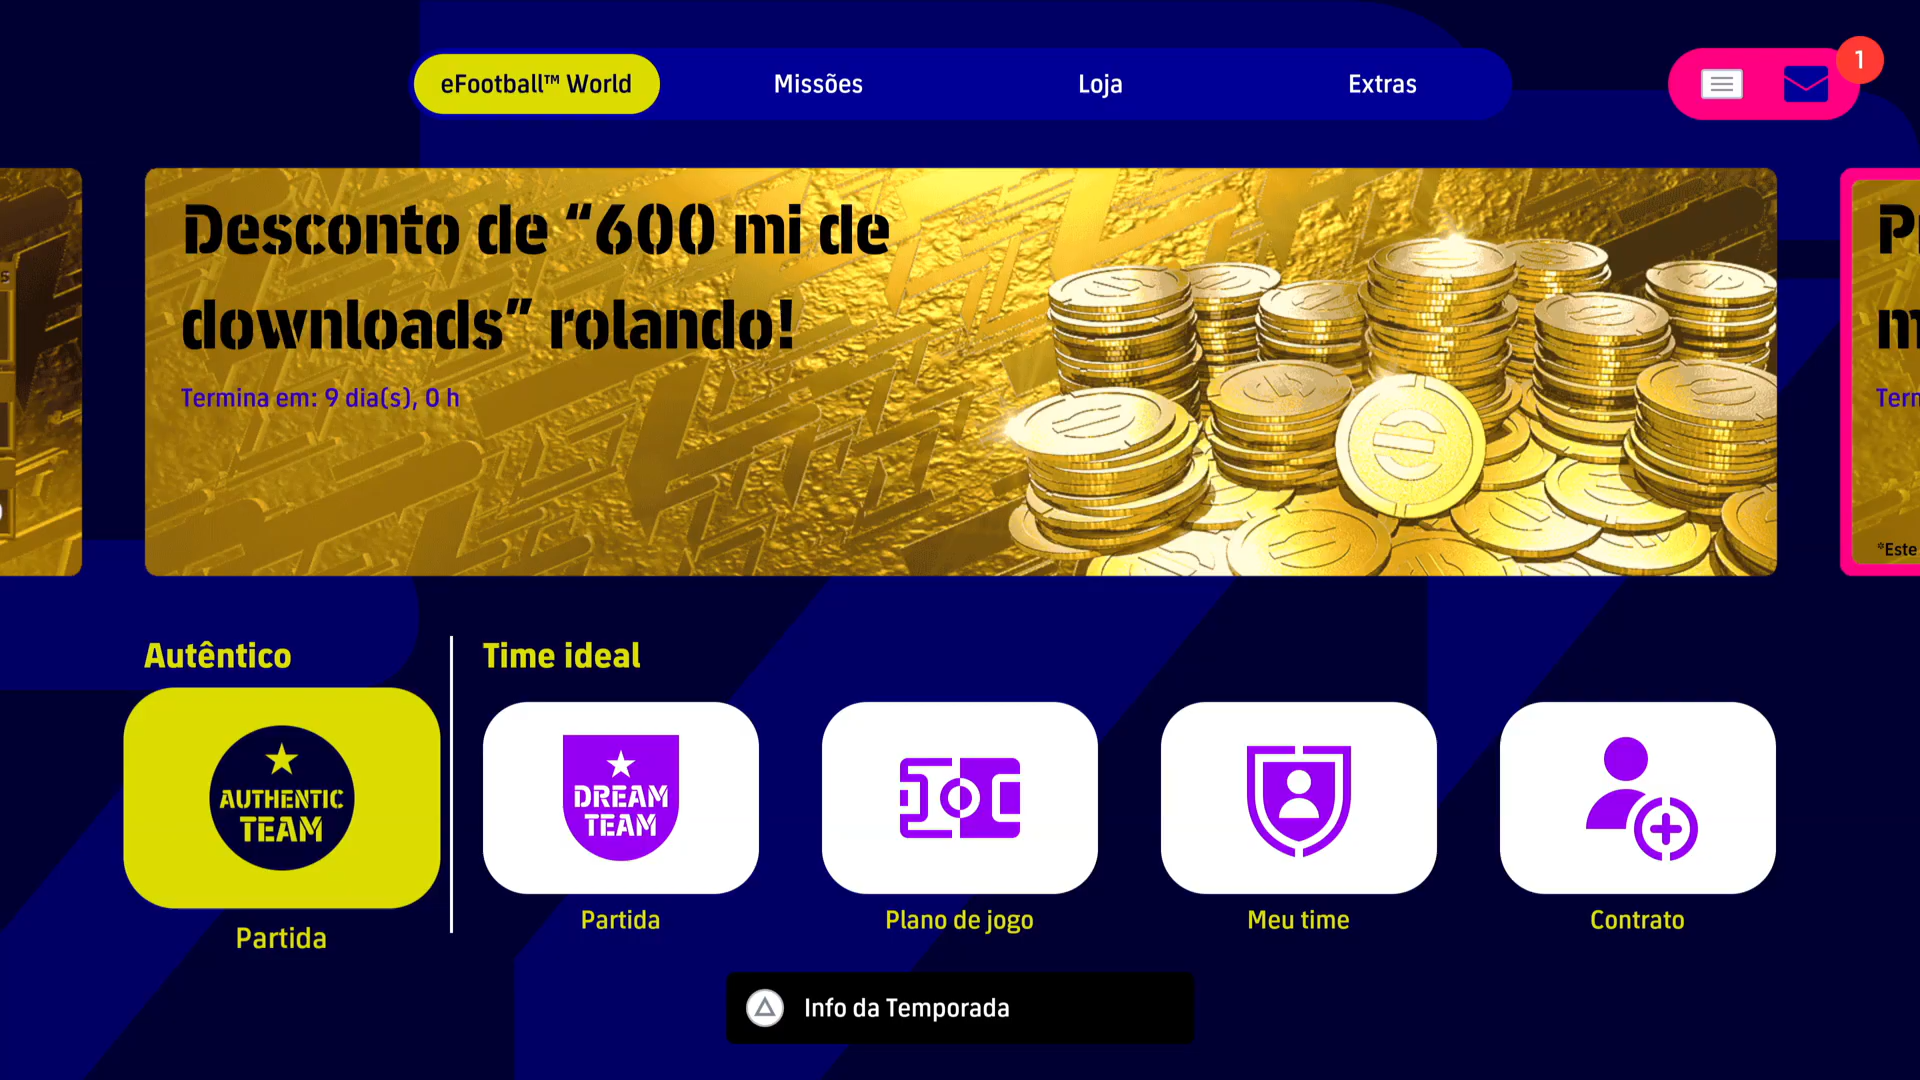 eFootball™ World
Missões
Loja
Extras
1
Desconto de “600 mi de
downloads” rolando!
Termina em: 9 dia(s), 0 h
*Este
Autêntico
Time ideal
AUTHENTIC
TEAM
DREAM
TEAM
Partida
Partida
Plano de jogo
Meu time
Contrato
Info da Temporada